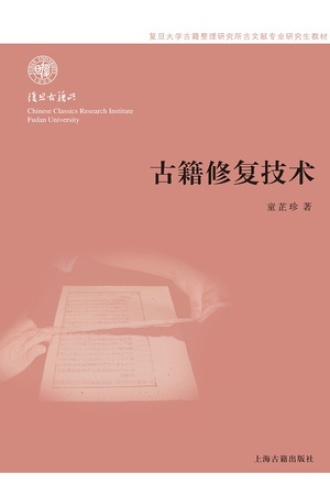 复旦大学古籍整理研究所古文献专业研究生教材
復旦古籍所
Chinese Classics Research Institute
Fudan University
古籍修复技术
童芷珍 著
上海古籍出版社